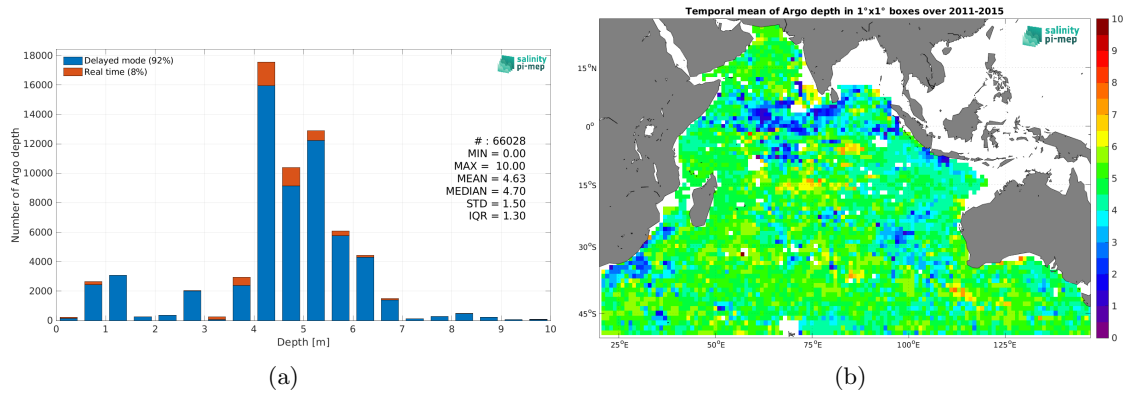 18000
16000
14000
12000
10000
8000
6000
4000
2000
0
Number of Argo depth
Delayed mode (92%)
Real time (8%)
salinity
pi-mep
# : 66028
MIN = 0.00
MAX = 10.00
MEAN = 4.63
MEDIAN = 4.70
STD = 1.50
IQR = 1.30
0 1 2 3 4 5 6 7 8 9 10
Depth [m]
(a)
Temporal mean of Argo depth in 1°x1° boxes over 2011-2015
salinity
pi-mep
15°N
0°
15°S
30°S
45°S
25°E 50°E 75°E 100°E 125°E
10
9
8
7
6
5
4
3
2
1
0
(b)